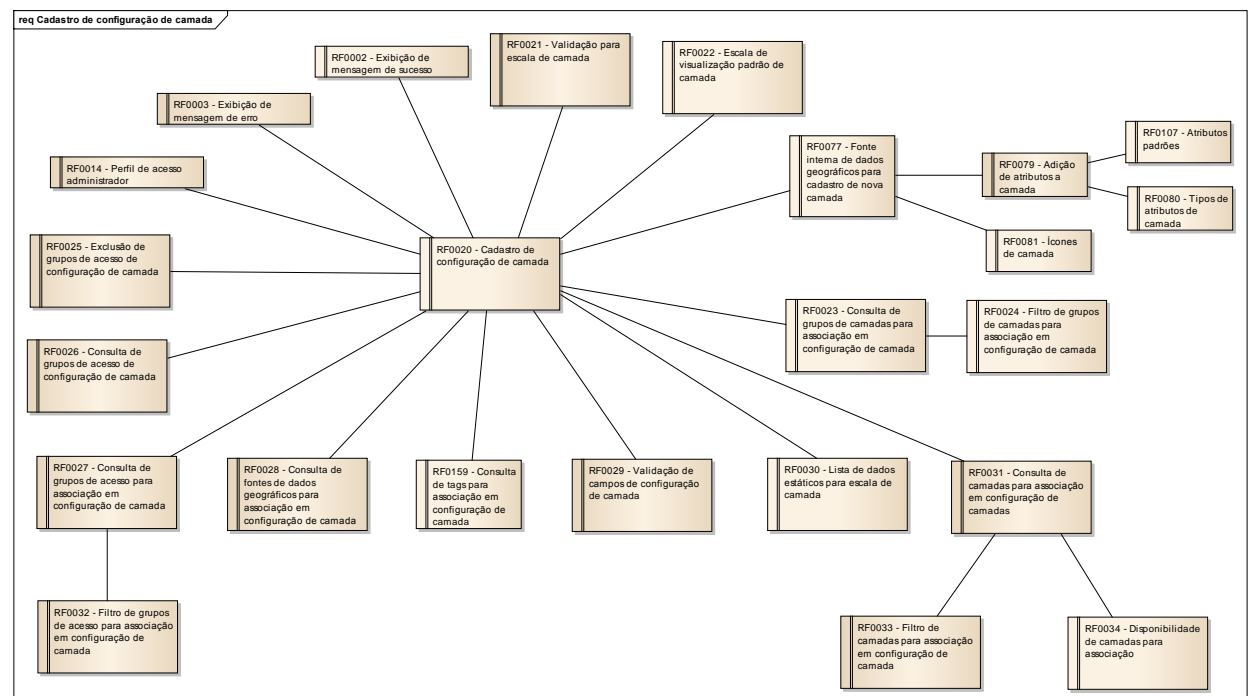 req Cadastro de configuração de camada
RF0021 - Validação para
escala de camada
RF0022 - Escala de
visualização padrão de
camada
RF0002 - Exibição de
mensagem de sucesso
RF0003 - Exibição de
mensagem de erro
RF0014 - Perfil de acesso
administrador
RF0077 - Fonte
interna de dados
geográficos para
cadastro de nova
camada
RF0079 - Adição
de atributos a
camada
RF0107 - Atributos
padrões
RF0080 - Tipos de
atributos de
camada
RF0081 - Ícones
de camada
RF0025 - Exclusão de
grupos de acesso de
configuração de camada
RF0020 - Cadastro de
configuração de camada
RF0023 - Consulta de
grupos de camadas para
associação em
configuração de camada
RF0024 - Filtro de grupos
de camadas para
associação em
configuração de camada
RF0026 - Consulta de
grupos de acesso de
configuração de camada
RF0027 - Consulta de
grupos de acesso para
associação em
configuração de camada
RF0028 - Consulta de
fontes de dados
geográficos para
associação em
configuração de camada
RF0159 - Consulta
de tags para
associação em
configuração de
camada
RF0029 - Validação de
campos de configuração
de camada
RF0030 - Lista de dados
estáticos para escala de
camada
RF0031 - Consulta de
camadas para associação
em configuração de
camadas
RF0032 - Filtro de grupos
de acesso para associação
em configuração de
camada
RF0033 - Filtro de
camadas para associação
em configuração de
camada
RF0034 - Disponibilidade
de camadas para
associação